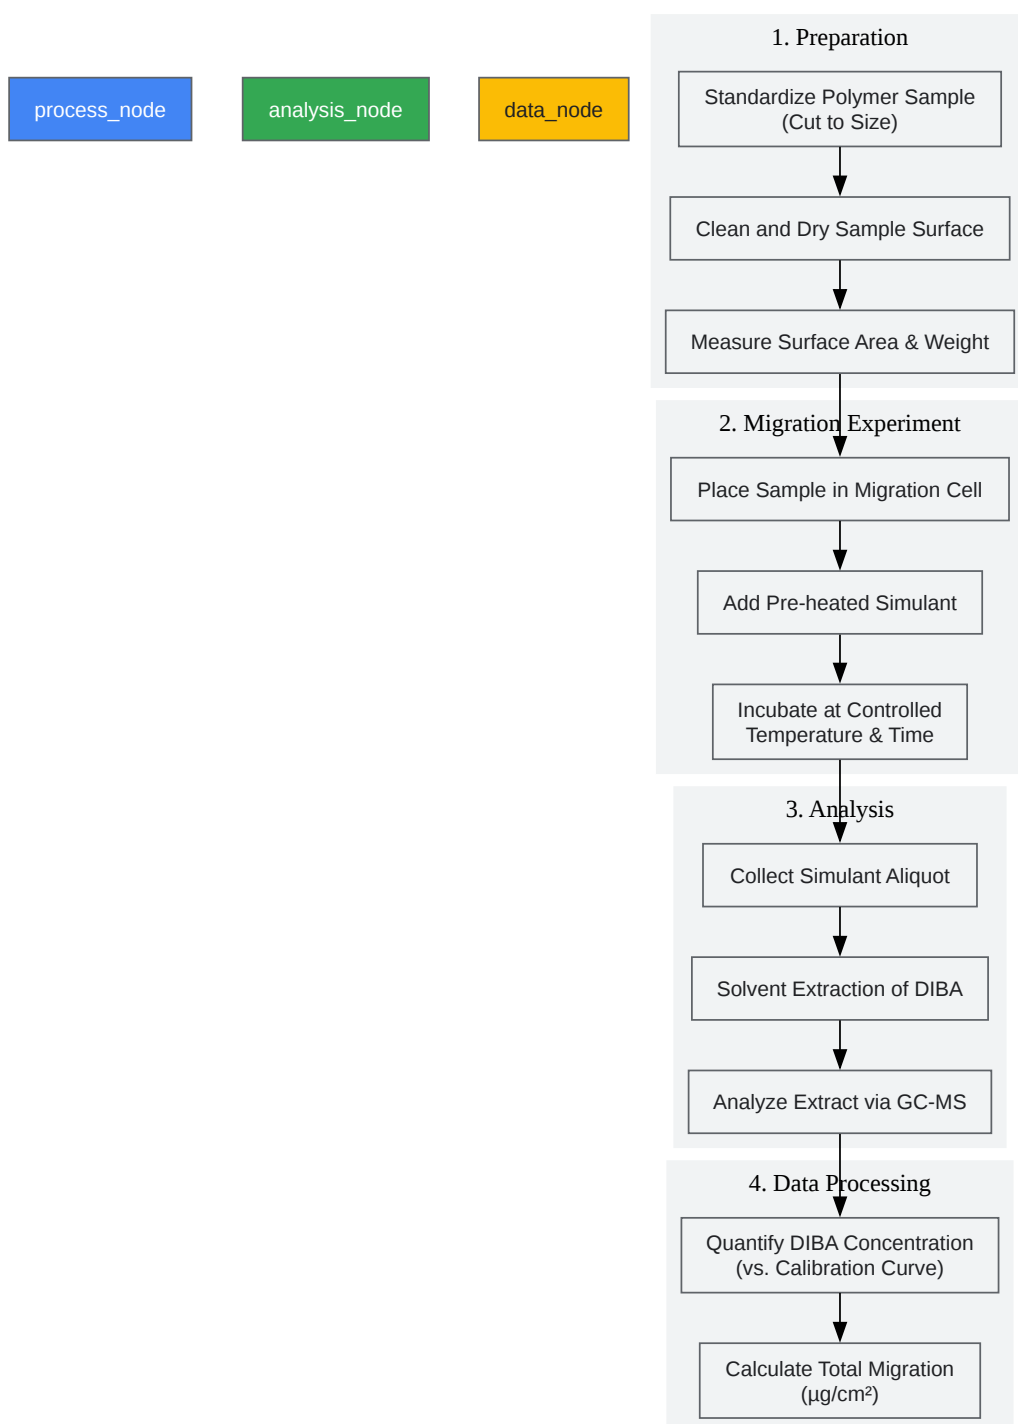 process_node
analysis_node
data_node
1. Preparation
Standardize Polymer Sample
(Cut to Size)
Clean and Dry Sample Surface
Measure Surface Area & Weight
2. Migration Experiment
Place Sample in Migration Cell
Add Pre-heated Simulant
Incubate at Controlled
Temperature & Time
3. Analysis
Collect Simulant Aliquot
Solvent Extraction of DIBA
Analyze Extract via GC-MS
4. Data Processing
Quantify DIBA Concentration
(vs. Calibration Curve)
Calculate Total Migration
(µg/cm²)